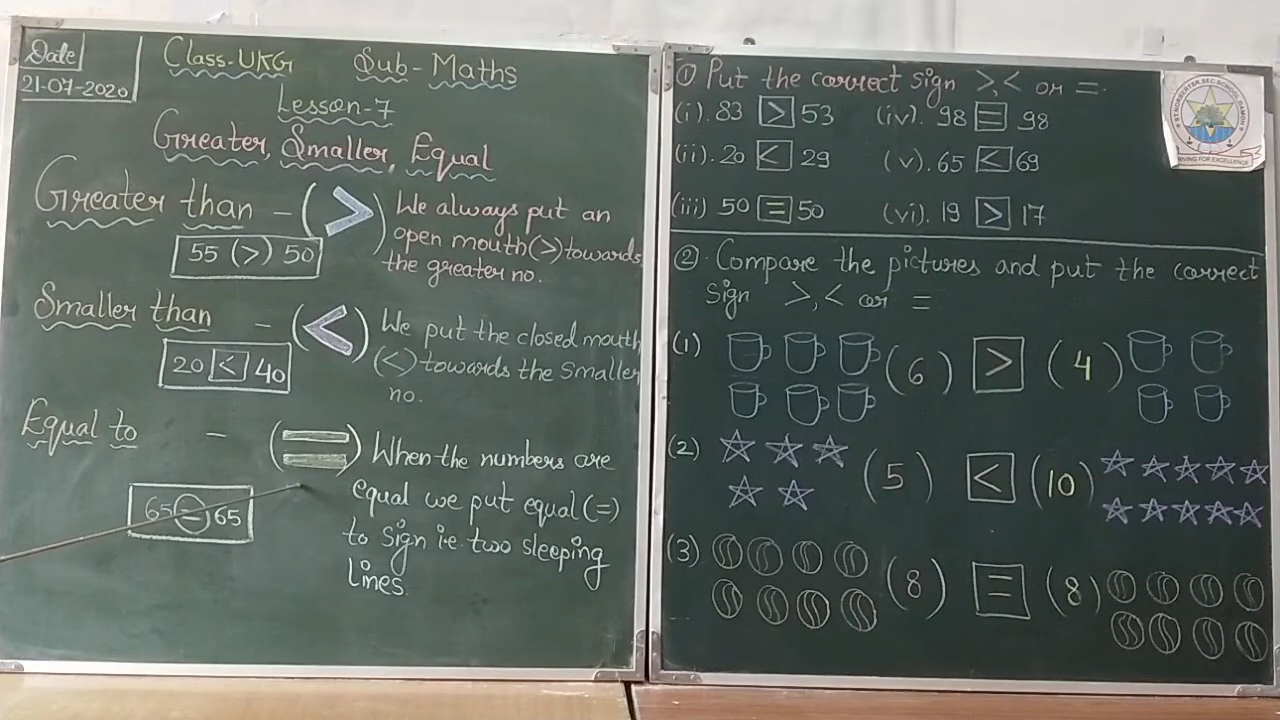 Date
21-07-2020
Class-UKG Sub-Maths
Lesson-7
Greater, Smaller, Equal
Greater than - (>) We always put an
open mouth(>)towards
the greater no.
55 (>) 50
Smaller than - (<) We put the closed mouth
(<) towards the smaller
no.
20 < 40
Equal to - (=) When the numbers are
equal we put equal (=)
to sign i.e. two sleeping
lines.
65 = 65
① Put the correct sign >,< or =.
(i). 83 > 53 (iv). 98 = 98
(ii). 20 < 29 (v). 65 < 69
(iii) 50 = 50 (vi). 19 > 17
②. Compare the pictures and put the correct
sign >,< or =
(1) (6) > (4)
(2) (5) < (10)
(3) (8) = (8)